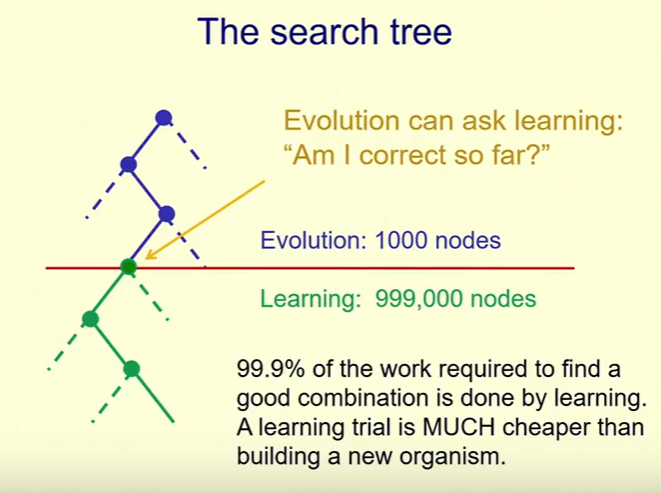 The search tree
Evolution can ask learning:
“Am I correct so far?”
Evolution: 1000 nodes
Learning:  999,000 nodes
99.9% of the work required to find a
good combination is done by learning.
A learning trial is MUCH cheaper than
building a new organism.